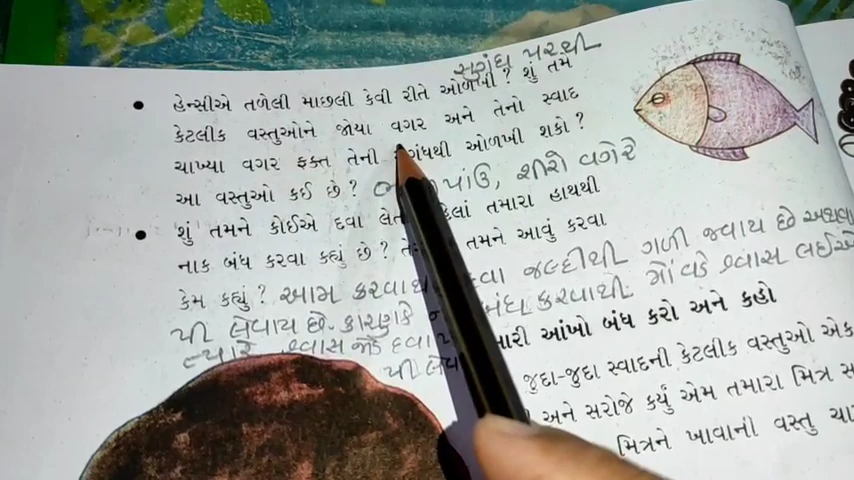 સુગંધ પરથી
હેન્સીએ તળેલી માછલી કેવી રીતે ઓળખી ? શું તમે
કેટલીક વસ્તુઓને જોયા વગર અને તેનો સ્વાદ
ચાખ્યા વગર ફક્ત તેની સુગંધથી ઓળખી શકો ?
આ વસ્તુઓ કઈ છે ? પાંઉ, શીરો વગેરે
શું તમને કોઈએ દવા લેતાં પહેલાં તમારા હાથથી
નાક બંધ કરવા કહ્યું છે ? તમને આવું કરવા
કેમ કહ્યું ? આમ કરવાથી દવા જલ્દીથી ગળી જવાય છે અથવા
પી લેવાય છે. કારણકે બંધ કરવાથી મોં વડે શ્વાસ લઈએ
ત્યારે શ્વાસ જોડે દવા
પી લેવ
આંખો બંધ કરો અને કહો
જુદા-જુદા સ્વાદની કેટલીક વસ્તુઓ એક
અને સરોજે કર્યું એમ તમારા મિત્ર
મિત્રને ખાવાની વસ્તુ